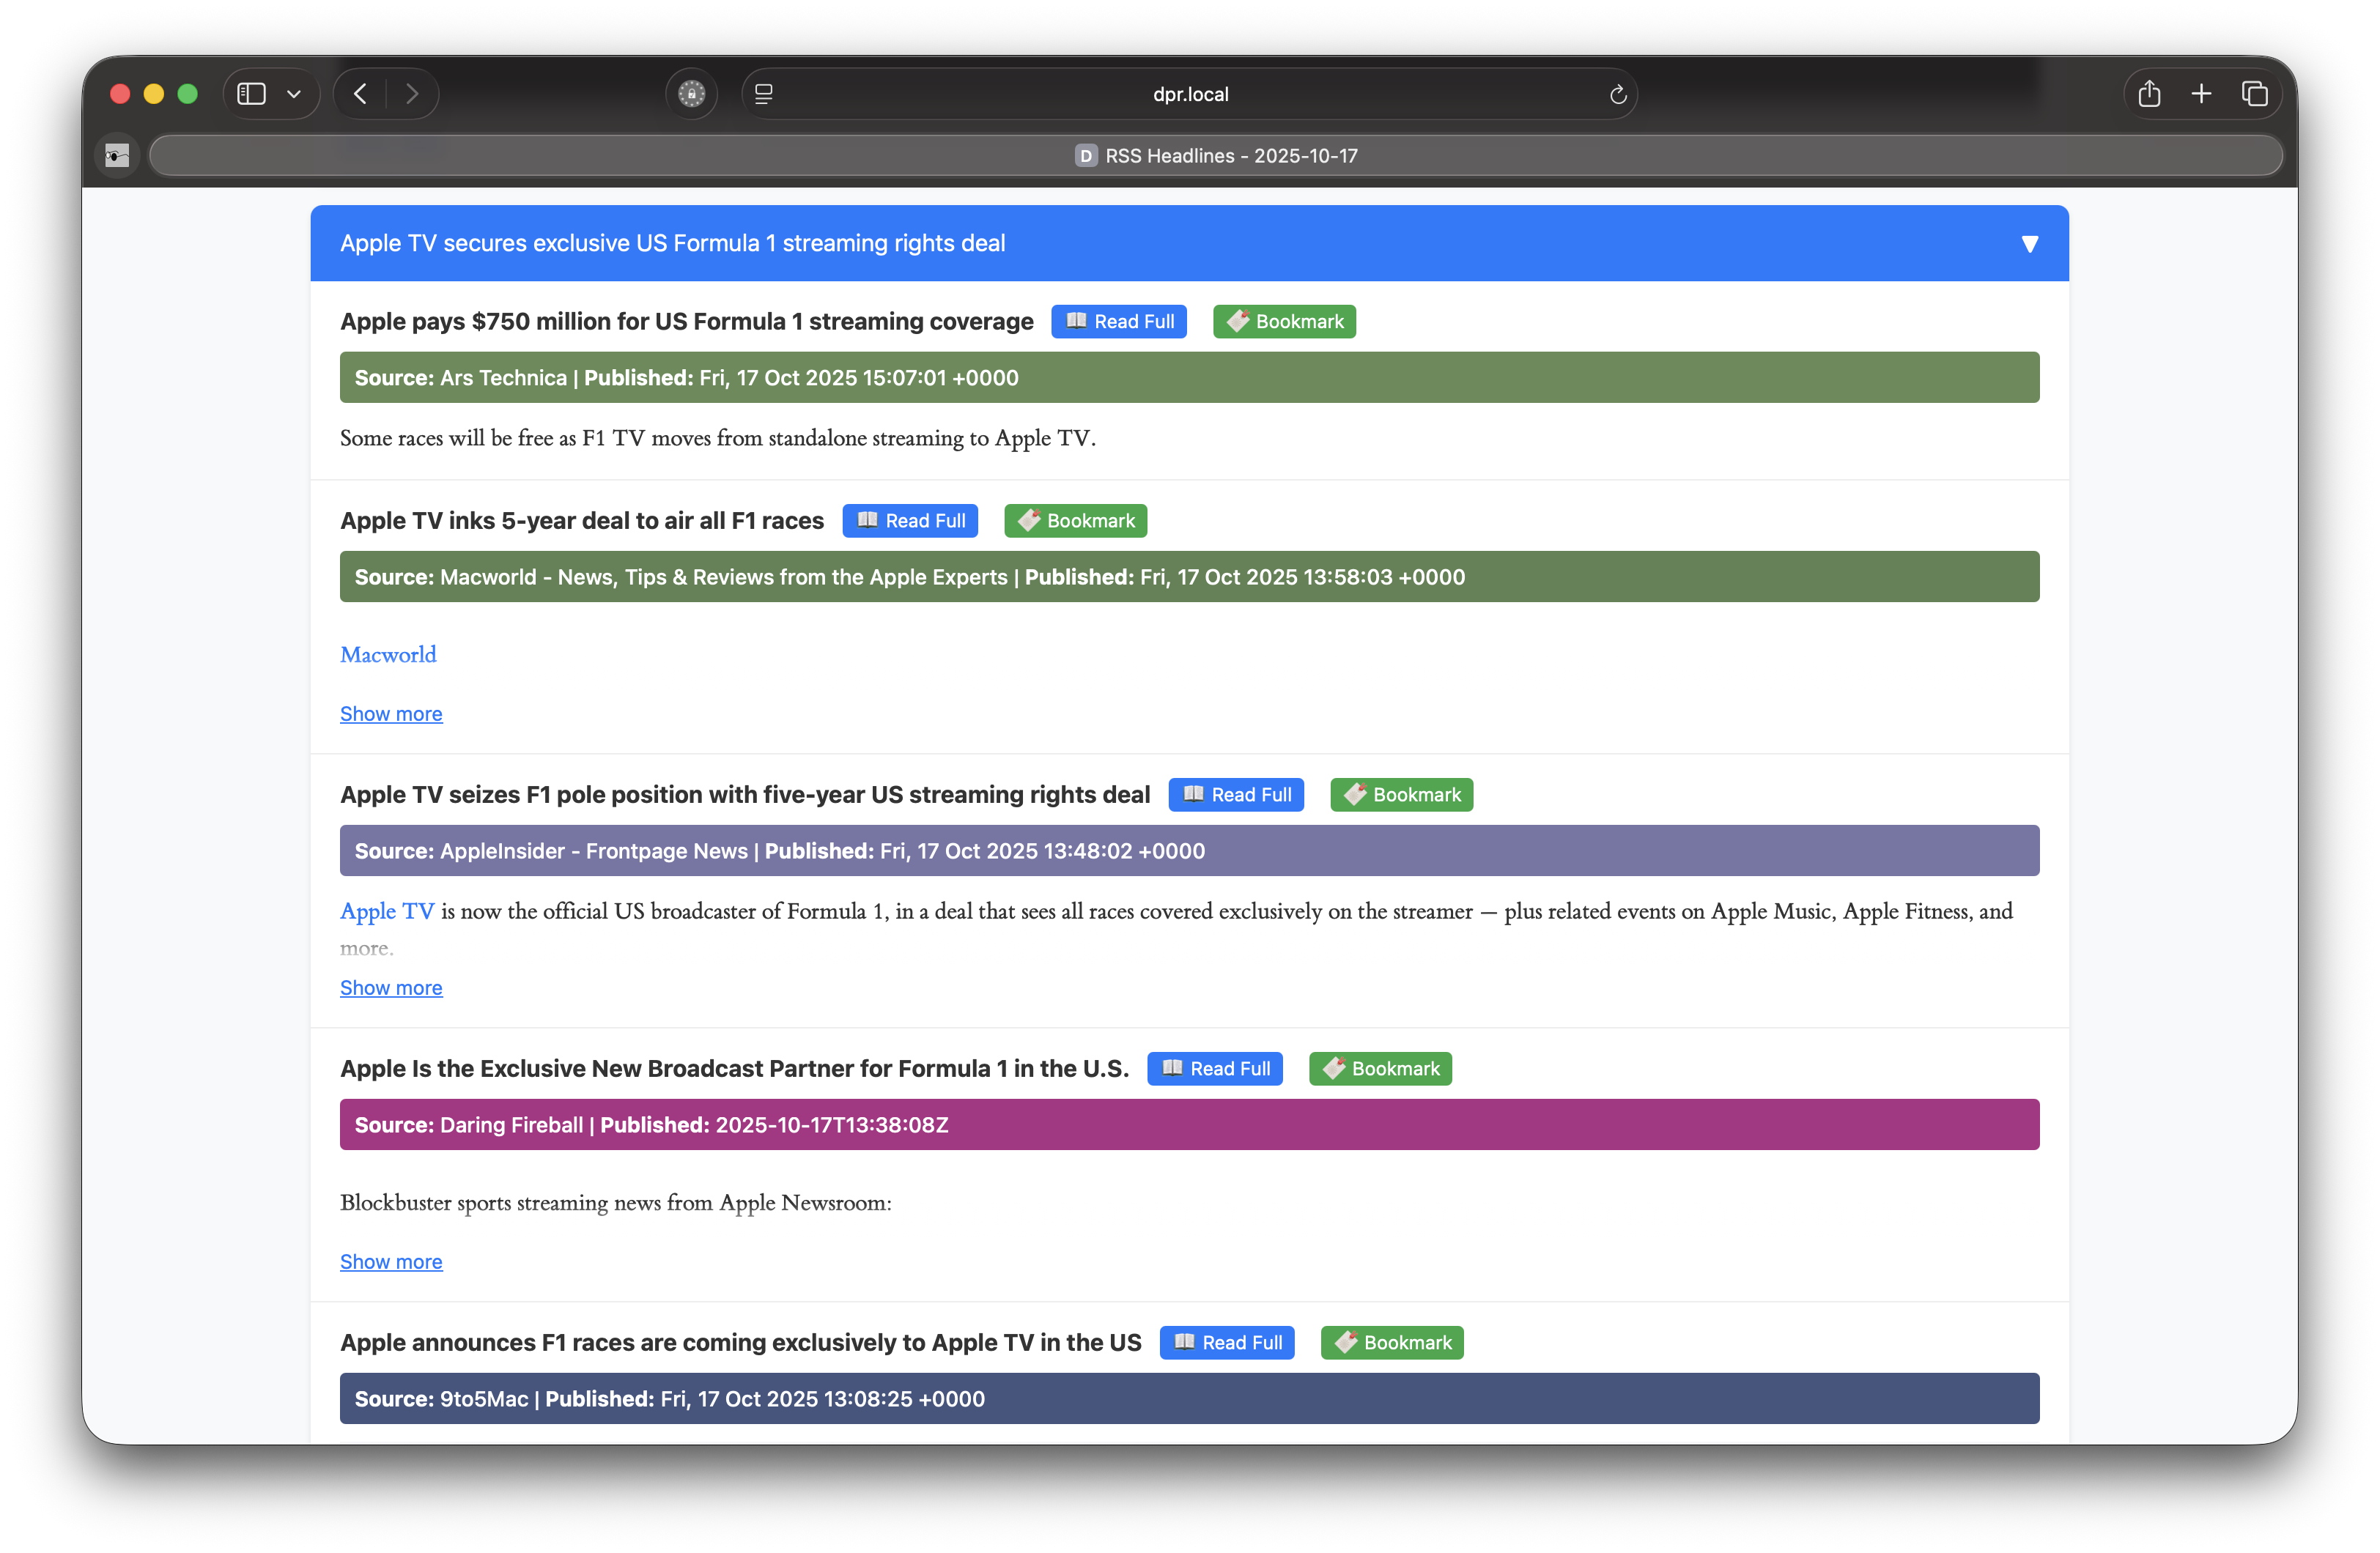 dpr.local
D RSS Headlines - 2025-10-17
Apple TV secures exclusive US Formula 1 streaming rights deal
Apple pays $750 million for US Formula 1 streaming coverage Read Full Bookmark
Source: Ars Technica | Published: Fri, 17 Oct 2025 15:07:01 +0000
Some races will be free as F1 TV moves from standalone streaming to Apple TV.
Apple TV inks 5-year deal to air all F1 races Read Full Bookmark
Source: Macworld - News, Tips & Reviews from the Apple Experts | Published: Fri, 17 Oct 2025 13:58:03 +0000
Macworld
Show more
Apple TV seizes F1 pole position with five-year US streaming rights deal Read Full Bookmark
Source: AppleInsider - Frontpage News | Published: Fri, 17 Oct 2025 13:48:02 +0000
Apple TV is now the official US broadcaster of Formula 1, in a deal that sees all races covered exclusively on the streamer — plus related events on Apple Music, Apple Fitness, and
more.
Show more
Apple Is the Exclusive New Broadcast Partner for Formula 1 in the U.S. Read Full Bookmark
Source: Daring Fireball | Published: 2025-10-17T13:38:08Z
Blockbuster sports streaming news from Apple Newsroom:
Show more
Apple announces F1 races are coming exclusively to Apple TV in the US Read Full Bookmark
Source: 9to5Mac | Published: Fri, 17 Oct 2025 13:08:25 +0000